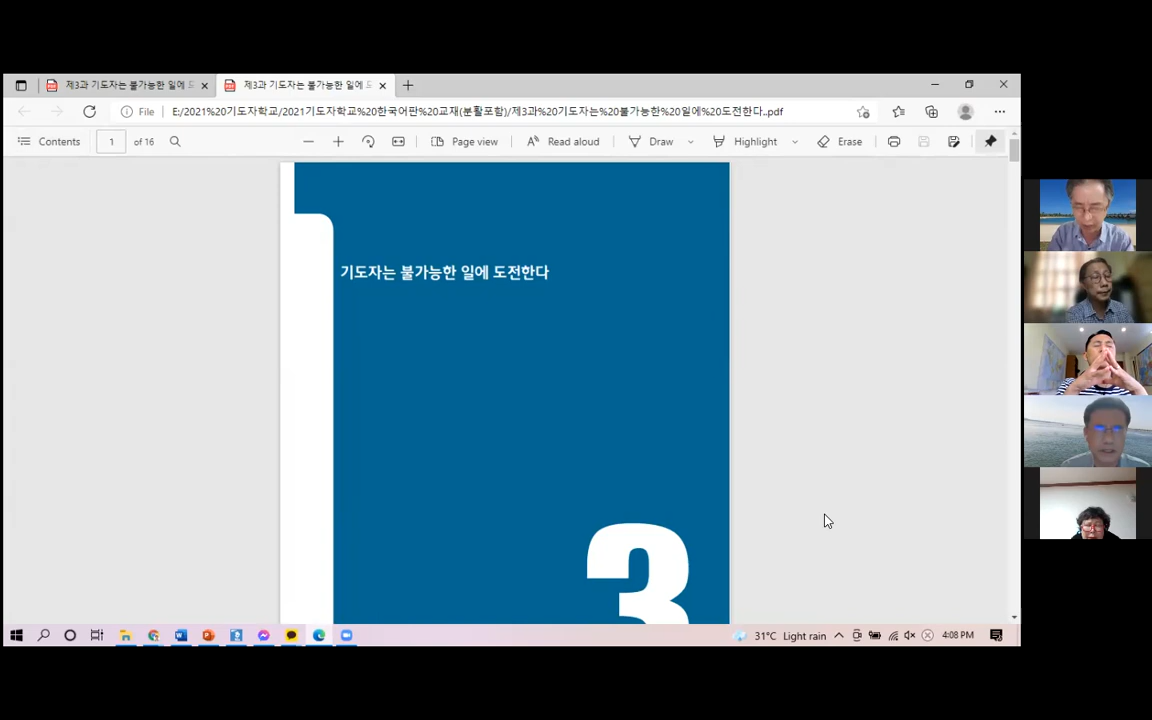 제3과 기도자는 불가능한 일에 도
제3과 기도자는 불가능한 일에 도
File
E:/2021%20기도자학교/2021기도자학교%20한국어판%20교재(분활포함)/제3과%20기도자는%20불가능한%20일에%20도전한다..pdf
Contents
1 of 16
Page view
Read aloud
Draw
Highlight
Erase
기도자는 불가능한 일에 도전한다
3
31°C Light rain
4:08 PM